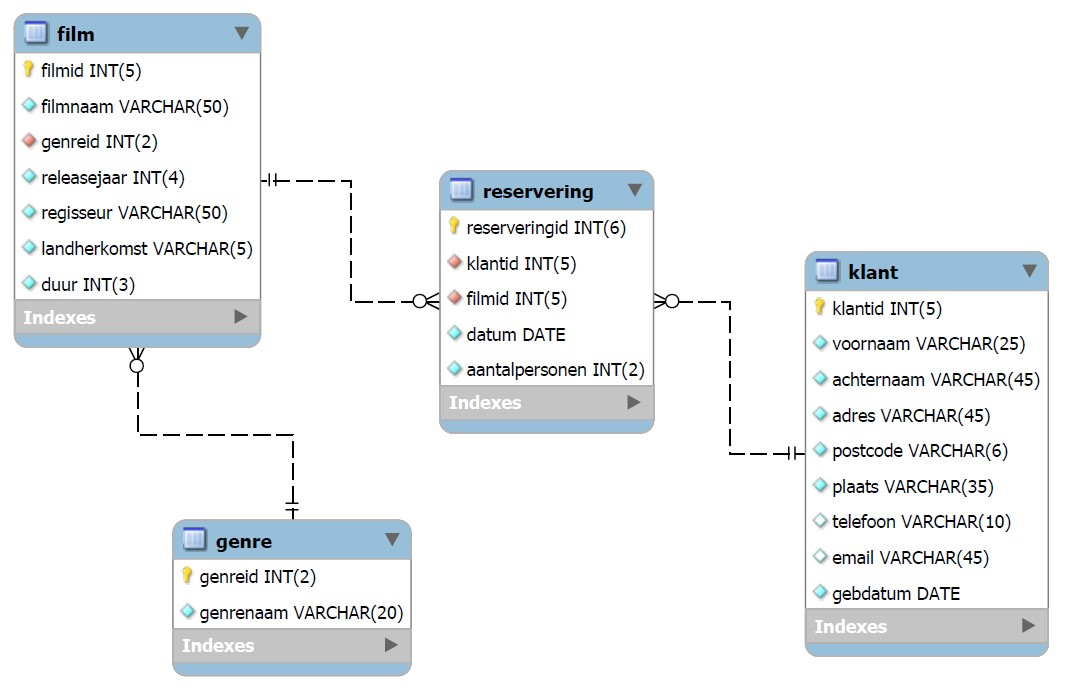 film
filmid INT(5)
filmnaam VARCHAR(50)
genreid INT(2)
releasejaar INT(4)
regisseur VARCHAR(50)
landherkomst VARCHAR(5)
duur INT(3)
Indexes
reservering
reserveringid INT(6)
klantid INT(5)
filmid INT(5)
datum DATE
aantalpersonen INT(2)
Indexes
klant
klantid INT(5)
voornaam VARCHAR(25)
achternaam VARCHAR(45)
adres VARCHAR(45)
postcode VARCHAR(6)
plaats VARCHAR(35)
telefoon VARCHAR(10)
email VARCHAR(45)
gebdatum DATE
Indexes
genre
genreid INT(2)
genrenaam VARCHAR(20)
Indexes